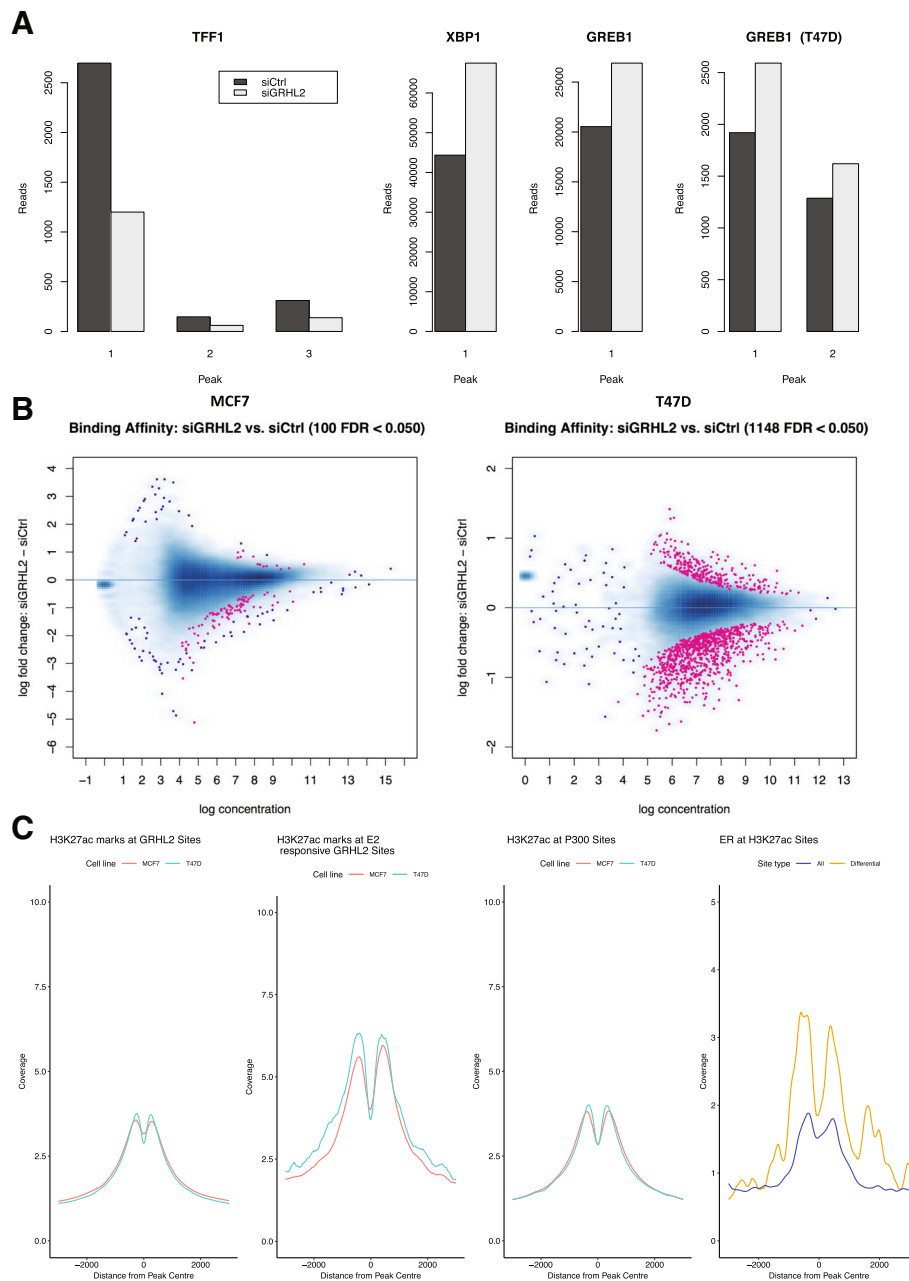 A
TFF1
XBP1
GREB1
GREB1 (T47D)
siCtrl
siGRHL2
Reads
0
500
1000
1500
2000
2500
1
2
3
Peak
Reads
0
10000
20000
30000
40000
50000
60000
1
Peak
Reads
0
5000
10000
15000
20000
25000
1
Peak
Reads
0
500
1000
1500
2000
2500
1
2
Peak
B
MCF7
Binding Affinity: siGRHL2 vs. siCtrl (100 FDR < 0.050)
log fold change: siGRHL2 − siCtrl
4
3
2
1
0
−1
−2
−3
−4
−5
−6
−1 1 2 3 4 5 6 7 8 9 11 13 15
log concentration
T47D
Binding Affinity: siGRHL2 vs. siCtrl (1148 FDR < 0.050)
log fold change: siGRHL2 − siCtrl
2
1
0
−1
−2
0 1 2 3 4 5 6 7 8 9 10 11 12 13
log concentration
C
H3K27ac marks at GRHL2 Sites
Cell line MCF7 T47D
Coverage
10.0
7.5
5.0
2.5
0.0
−2000 0 2000
Distance from Peak Centre
H3K27ac marks at E2
responsive GRHL2 Sites
Cell line MCF7 T47D
Coverage
10.0
7.5
5.0
2.5
0.0
−2000 0 2000
Distance from Peak Centre
H3K27ac at P300 Sites
Cell line MCF7 T47D
Coverage
10.0
7.5
5.0
2.5
0.0
−2000 0 2000
Distance from Peak Centre
ER at H3K27ac Sites
Site type All Differential
Coverage
5
4
3
2
1
0
−2000 0 2000
Distance from Peak Centre